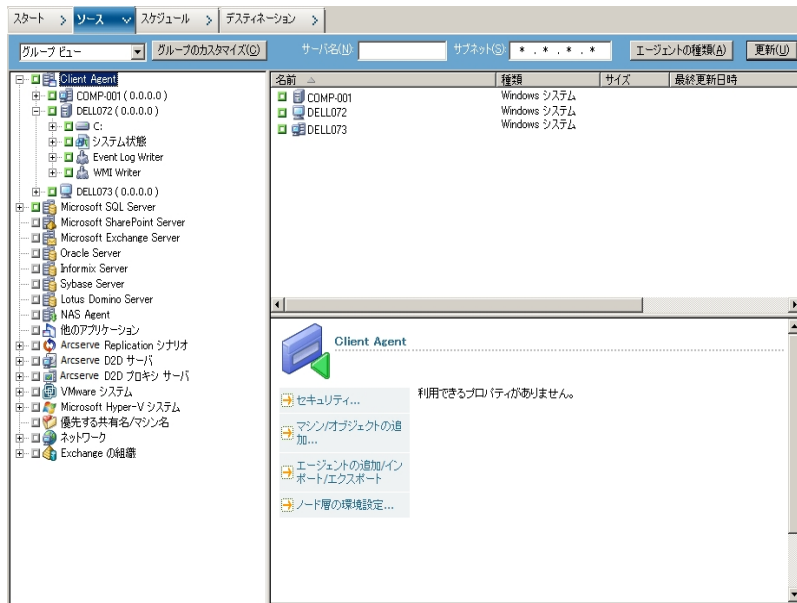 スタート ソース スケジュール デスティネーション
グループ ビュー グループのカスタマイズ(C) サーバ名(N): サブネット(S): * . * . * . * エージェントの種類(A) 更新(U)
Client Agent
COMP-001 ( 0.0.0.0 )
DELL072 ( 0.0.0.0 )
C:
システム状態
Event Log Writer
WMI Writer
DELL073 ( 0.0.0.0 )
Microsoft SQL Server
Microsoft SharePoint Server
Microsoft Exchange Server
Oracle Server
Informix Server
Sybase Server
Lotus Domino Server
NAS Agent
他のアプリケーション
Arcserve Replication シナリオ
Arcserve D2D サーバ
Arcserve D2D プロキシ サーバ
VMware システム
Microsoft Hyper-V システム
優先する共有名/マシン名
ネットワーク
Exchange の組織
名前 種類 サイズ 最終更新日時
COMP-001 Windows システム
DELL072 Windows システム
DELL073 Windows システム
Client Agent
セキュリティ...
マシン/オブジェクトの追
加...
エージェントの追加/イン
ポート/エクスポート
ノード層の環境設定...
利用できるプロパティがありません。